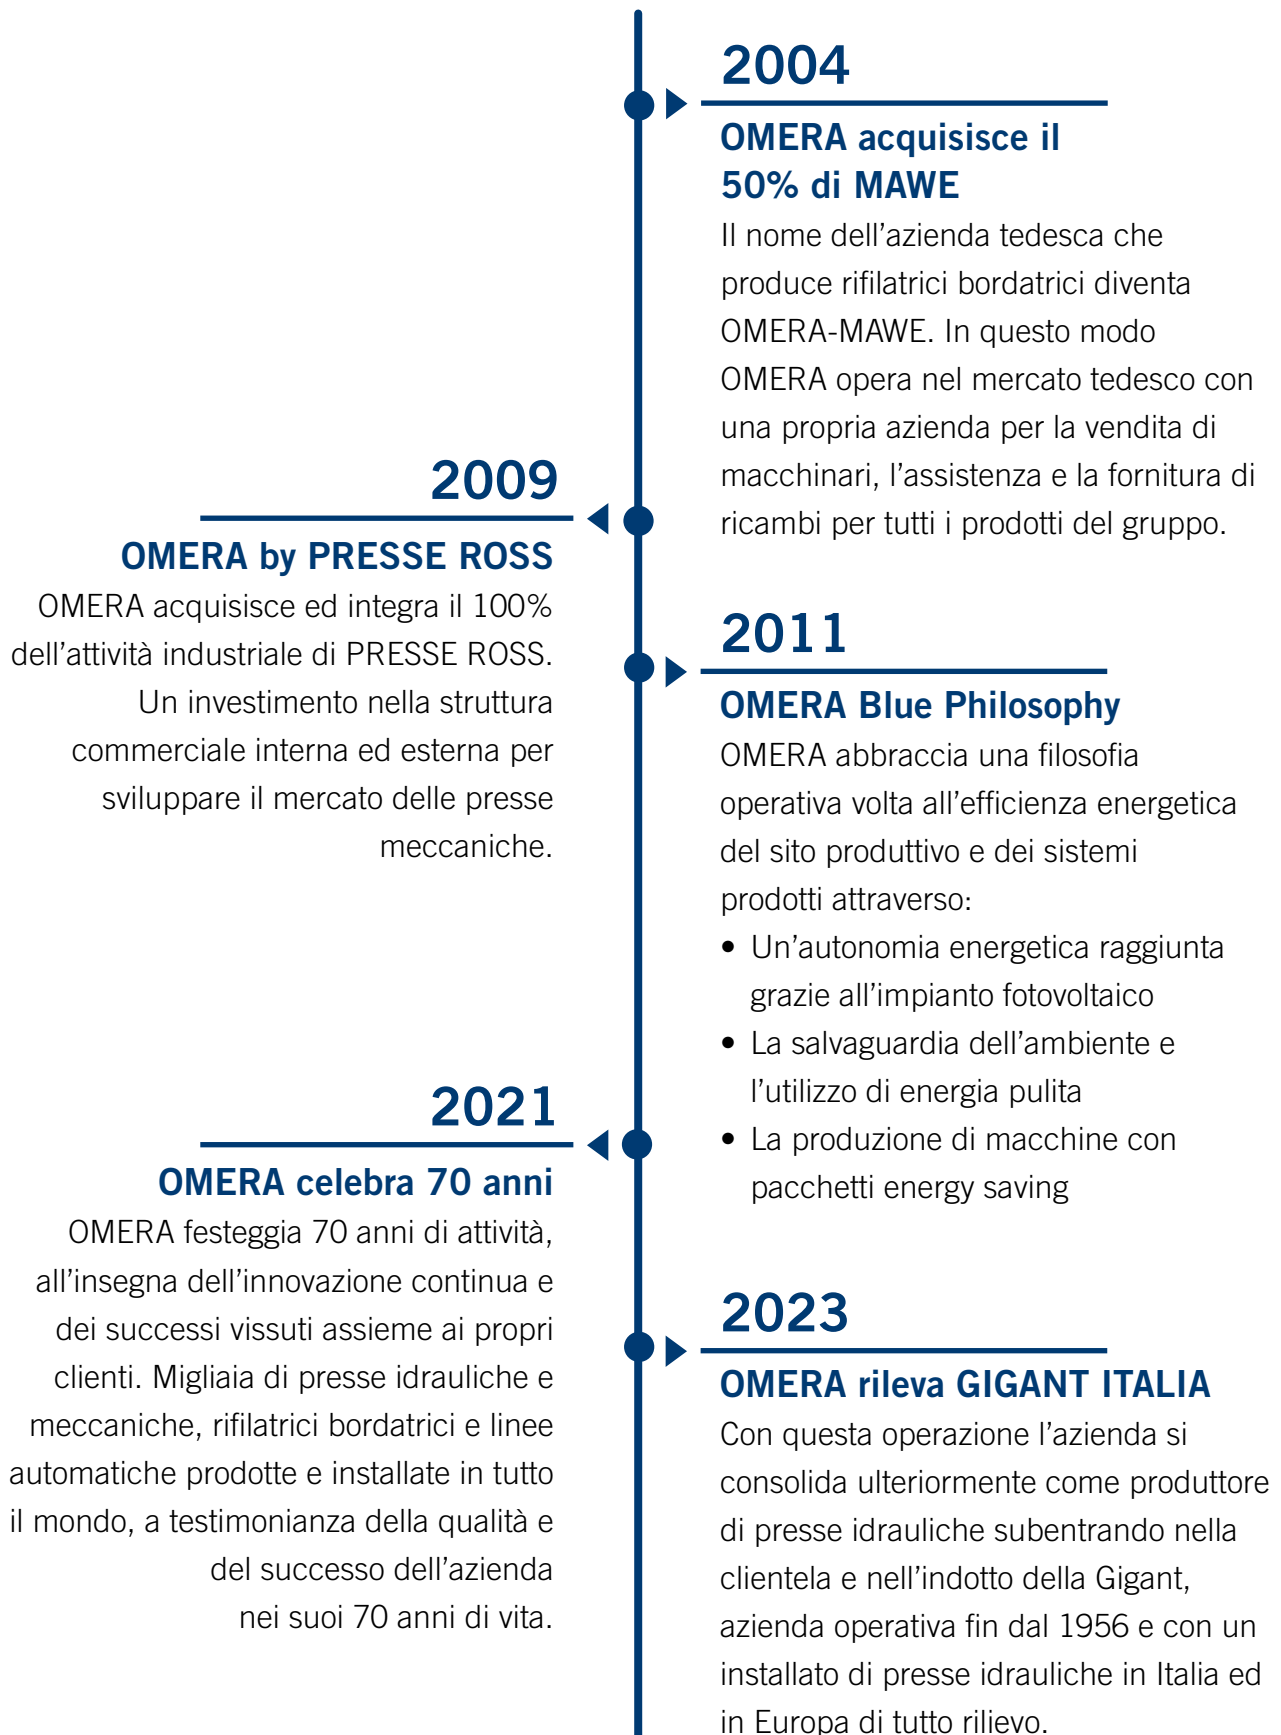 2004
OMERA acquisisce il
50% di MAWE
Il nome dell’azienda tedesca che
produce rifilatrici bordatrici diventa
OMERA-MAWE. In questo modo
OMERA opera nel mercato tedesco con
una propria azienda per la vendita di
macchinari, l’assistenza e la fornitura di
ricambi per tutti i prodotti del gruppo.
2009
OMERA by PRESSE ROSS
OMERA acquisisce ed integra il 100%
dell’attività industriale di PRESSE ROSS.
Un investimento nella struttura
commerciale interna ed esterna per
sviluppare il mercato delle presse
meccaniche.
2011
OMERA Blue Philosophy
OMERA abbraccia una filosofia
operativa volta all’efficienza energetica
del sito produttivo e dei sistemi
prodotti attraverso:
• Un’autonomia energetica raggiunta
grazie all’impianto fotovoltaico
• La salvaguardia dell’ambiente e
l’utilizzo di energia pulita
• La produzione di macchine con
pacchetti energy saving
2021
OMERA celebra 70 anni
OMERA festeggia 70 anni di attività,
all’insegna dell’innovazione continua e
dei successi vissuti assieme ai propri
clienti. Migliaia di presse idrauliche e
meccaniche, rifilatrici bordatrici e linee
automatiche prodotte e installate in tutto
il mondo, a testimonianza della qualità e
del successo dell’azienda
nei suoi 70 anni di vita.
2023
OMERA rileva GIGANT ITALIA
Con questa operazione l’azienda si
consolida ulteriormente come produttore
di presse idrauliche subentrando nella
clientela e nell’indotto della Gigant,
azienda operativa fin dal 1956 e con un
installato di presse idrauliche in Italia ed
in Europa di tutto rilievo.